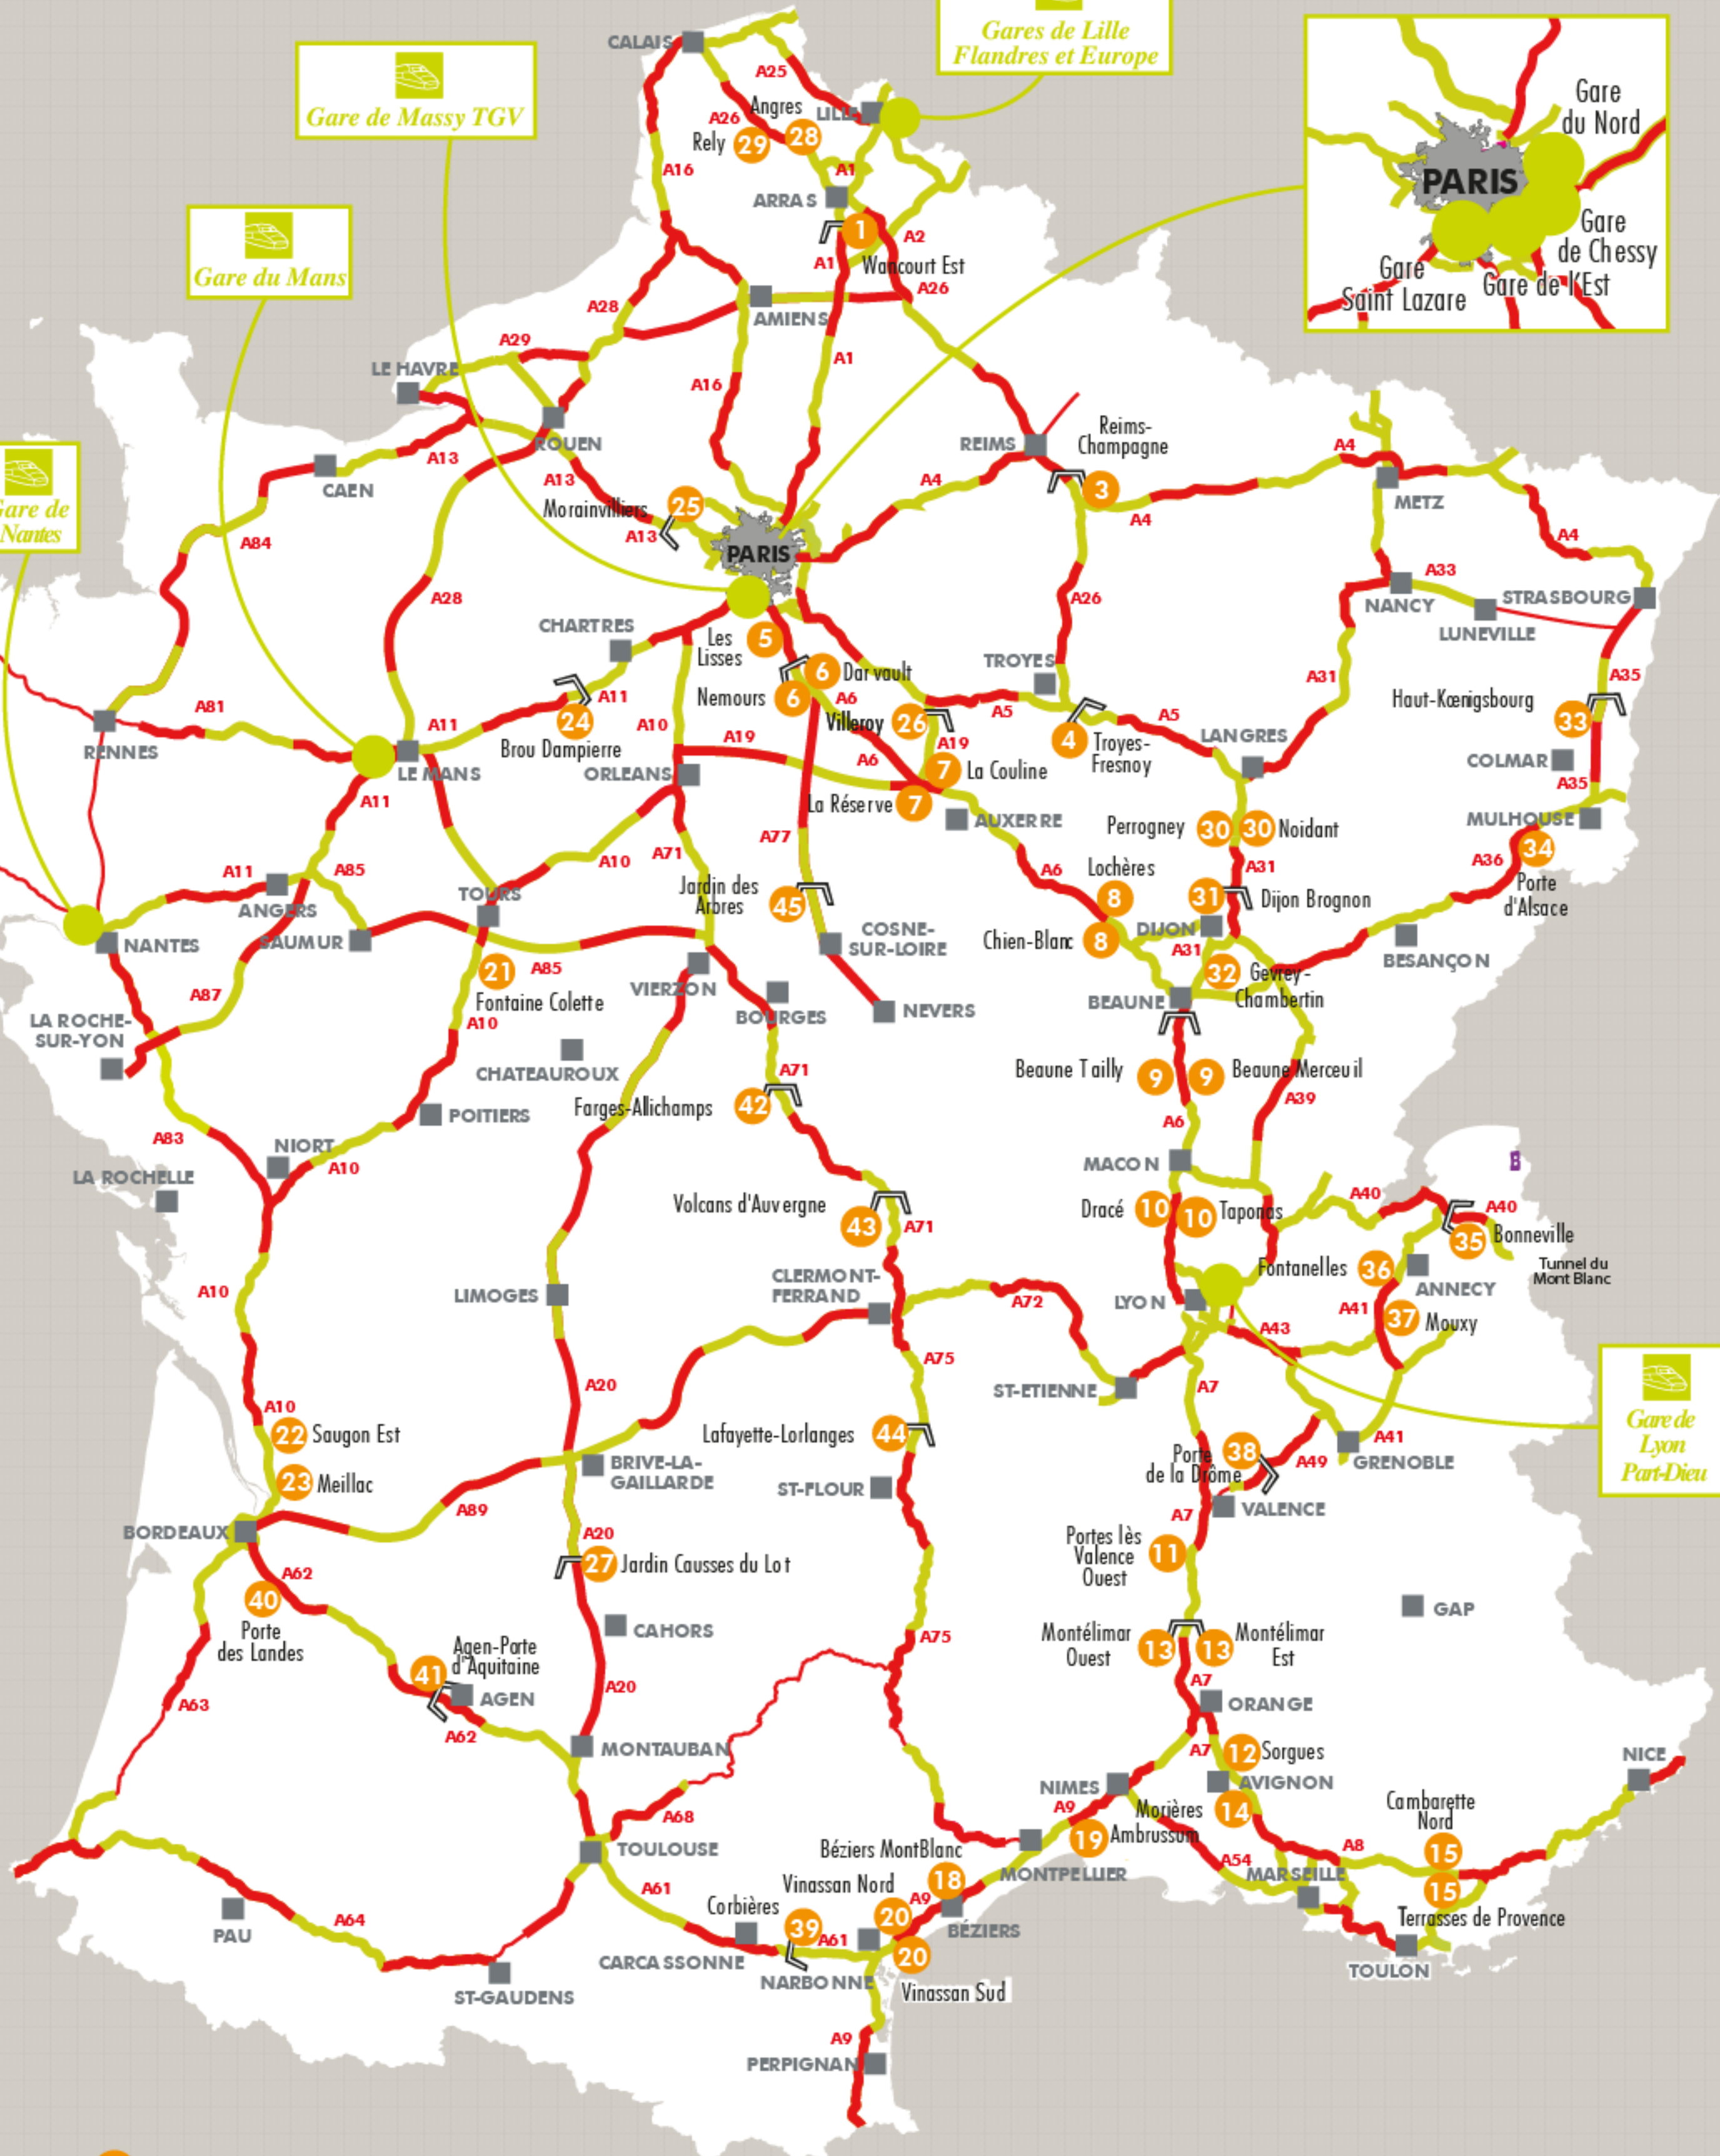 Gares de Lille
Flandres et Europe
Gare de Massy TGV
Gare du Mans
Gare de
Nantes
Gare
du Nord
PARIS
Gare
de Chessy
Gare
Saint Lazare
Gare de l'Est
CALAIS
A25
Angres
LILLE
A26
28
Rely
29
A16
A1
ARRAS
1
A2
A1
Wancourt Est
A26
A28
AMIENS
A29
A1
LE HAVRE
A16
Reims-
Champagne
ROUEN
REIMS
A4
A13
CAEN
A13
A4
3
METZ
Morainvilliers
25
A4
A13
A84
PARIS
A4
A33
A28
A26
NANCY
STRASBOURG
CHARTRES
LUNEVILLE
Les
Lisses
5
TROYES
6
Darvault
A31
A35
Nemours
6
A6
A11
Haut-Kœnigsbourg
33
A81
24
A10
Villeroy
26
A5
A5
A11
RENNES
Brou Dampierre
A19
A19
4
Troyes-
Fresnoy
LANGRES
LE MANS
ORLEANS
A6
7
La Couline
COLMAR
A35
A11
La Réserve
7
AUXERRE
Perrogney
30
30
Noidant
MULHOUSE
A77
34
A10
A71
A11
A85
A6
Lochères
A31
A36
Porte
d'Alsace
Jardin des
Arbres
45
8
31
Dijon Brognon
ANGERS
TOURS
DIJON
NANTES
SAUMUR
COSNE-
SUR-LOIRE
Chien-Blanc
8
A31
BESANÇON
21
A85
32
Gevrey-
Chambertin
A87
Fontaine Colette
VIERZON
BOURGES
NEVERS
BEAUNE
LA ROCHE-
SUR-YON
A10
CHATEAUROUX
A71
Beaune Tailly
9
9
Beaune Merceuil
Farges-Allichamps
42
A39
POITIERS
A83
A6
NIORT
A10
MACON
LA ROCHELLE
A40
A40
Volcans d'Auvergne
43
A71
Dracé
10
10
Taponas
35
Bonneville
Tunnel du
Mont Blanc
A10
CLERMONT-
FERRAND
Fontanelles
36
ANNECY
LIMOGES
A72
LYON
A41
37
Mouxy
A43
A75
A20
ST-ETIENNE
A7
Gare de
Lyon
Part-Dieu
A10
22
Saugon Est
Lafayette-Lorlanges
44
A41
38
Porte
de la Drôme
A49
GRENOBLE
23
Meillac
BRIVE-LA-
GAILLARDE
ST-FLOUR
A89
VALENCE
A7
BORDEAUX
A20
Portes lès
Valence
Ouest
11
A62
27
Jardin Causses du Lot
40
Porte
des Landes
CAHORS
GAP
A75
Montélimar
Ouest
13
13
Montélimar
Est
Agen-Porte
d'Aquitaine
41
A20
A7
AGEN
ORANGE
A63
A62
MONTAUBAN
A7
12
Sorgues
NICE
NIMES
AVIGNON
A9
Morières
14
Cambarette
Nord
A68
19
Ambrussum
TOULOUSE
Béziers MontBlanc
A8
15
MONTPELLIER
A54
MARSEILLE
18
Vinassan Nord
A61
A9
15
Corbières
20
Terrasses de Provence
PAU
A64
39
A61
BÉZIERS
CARCASSONNE
20
TOULON
NARBONNE
Vinassan Sud
ST-GAUDENS
A9
PERPIGNAN